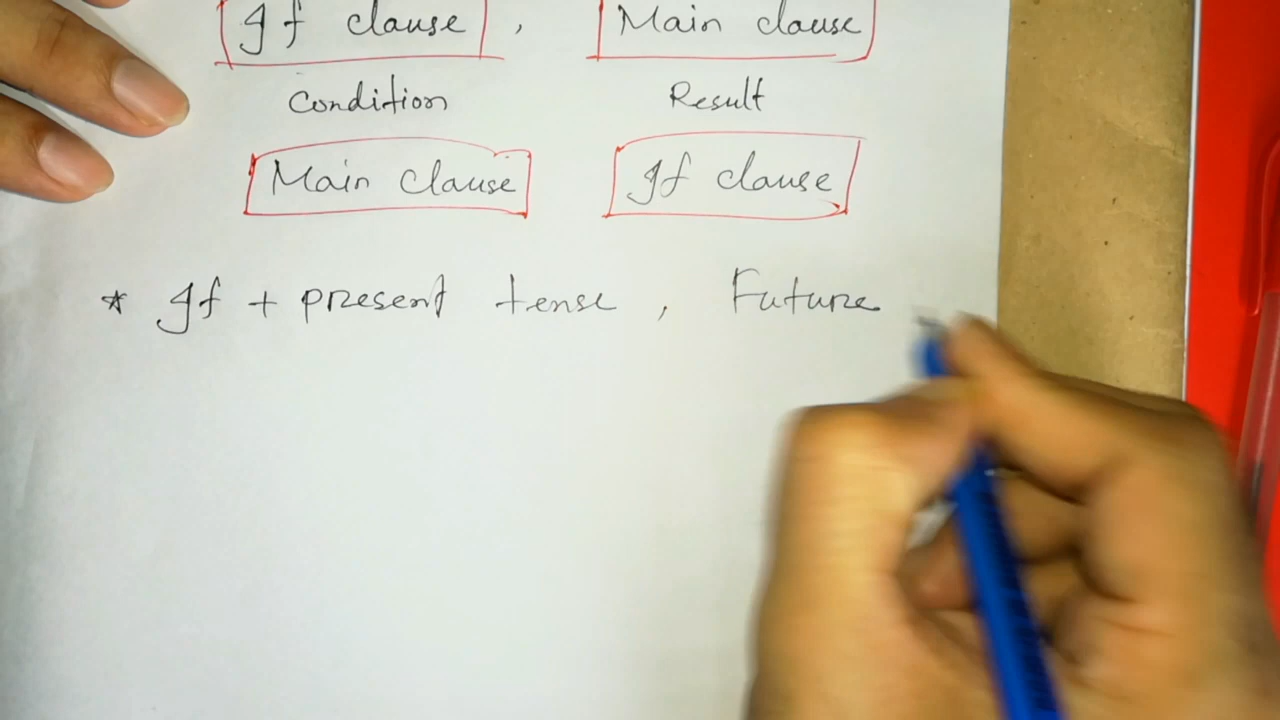 If clause , Main clause
Condition Result
Main Clause If clause
* If + present tense , Future